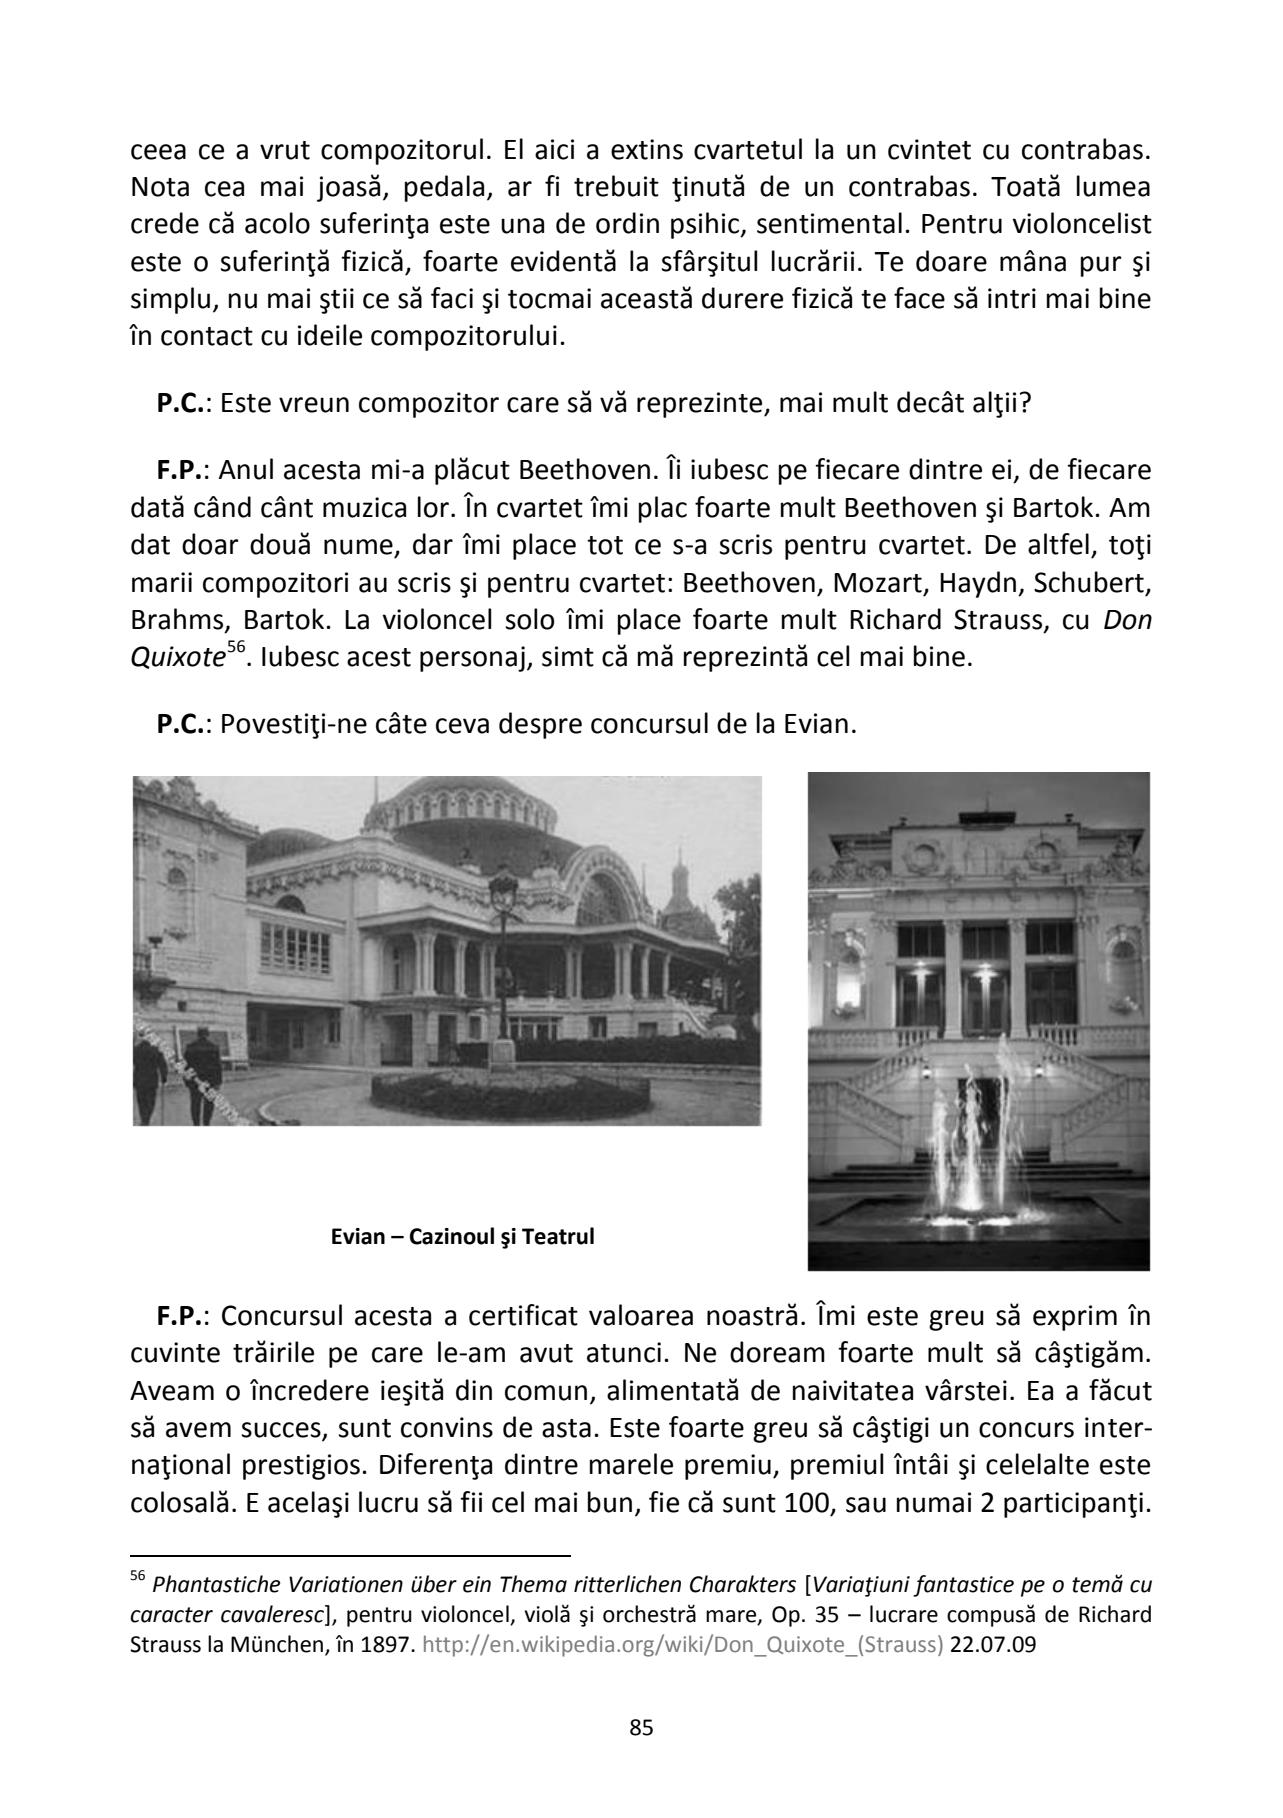 ceea ce a vrut compozitorul. El aici a extins cvartetul la un cvintet cu contrabas.
Nota cea mai joasă, pedala, ar fi trebuit ţinută de un contrabas. Toată lumea
crede că acolo suferinţa este una de ordin psihic, sentimental. Pentru violoncelist
este o suferinţă fizică, foarte evidentă la sfârşitul lucrării. Te doare mâna pur şi
simplu, nu mai ştii ce să faci şi tocmai această durere fizică te face să intri mai bine
în contact cu ideile compozitorului.
P.C.: Este vreun compozitor care să vă reprezinte, mai mult decât alţii?
F.P.: Anul acesta mi-a plăcut Beethoven. Îi iubesc pe fiecare dintre ei, de fiecare
dată când cânt muzica lor. În cvartet îmi plac foarte mult Beethoven şi Bartok. Am
dat doar două nume, dar îmi place tot ce s-a scris pentru cvartet. De altfel, toţi
marii compozitori au scris şi pentru cvartet: Beethoven, Mozart, Haydn, Schubert,
Brahms, Bartok. La violoncel solo îmi place foarte mult Richard Strauss, cu Don
Quixote56. Iubesc acest personaj, simt că mă reprezintă cel mai bine.
P.C.: Povestiţi-ne câte ceva despre concursul de la Evian.
Evian – Cazinoul şi Teatrul
F.P.: Concursul acesta a certificat valoarea noastră. Îmi este greu să exprim în
cuvinte trăirile pe care le-am avut atunci. Ne doream foarte mult să câştigăm.
Aveam o încredere ieşită din comun, alimentată de naivitatea vârstei. Ea a făcut
să avem succes, sunt convins de asta. Este foarte greu să câştigi un concurs inter-
naţional prestigios. Diferenţa dintre marele premiu, premiul întâi şi celelalte este
colosală. E acelaşi lucru să fii cel mai bun, fie că sunt 100, sau numai 2 participanţi.
56 Phantastiche Variationen über ein Thema ritterlichen Charakters [Variaţiuni fantastice pe o temă cu
caracter cavaleresc], pentru violoncel, violă şi orchestră mare, Op. 35 – lucrare compusă de Richard
Strauss la München, în 1897. http://en.wikipedia.org/wiki/Don_Quixote_(Strauss) 22.07.09
85